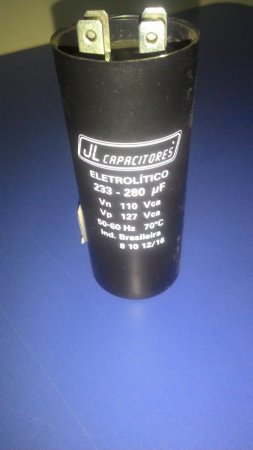 JL CAPACITORES
ELETROLÍTICO
233 - 280 µF
Vn 110 Vca
Vp 127 Vca
50-60 Hz 70°C
Ind. Brasileira
8 10 12/16